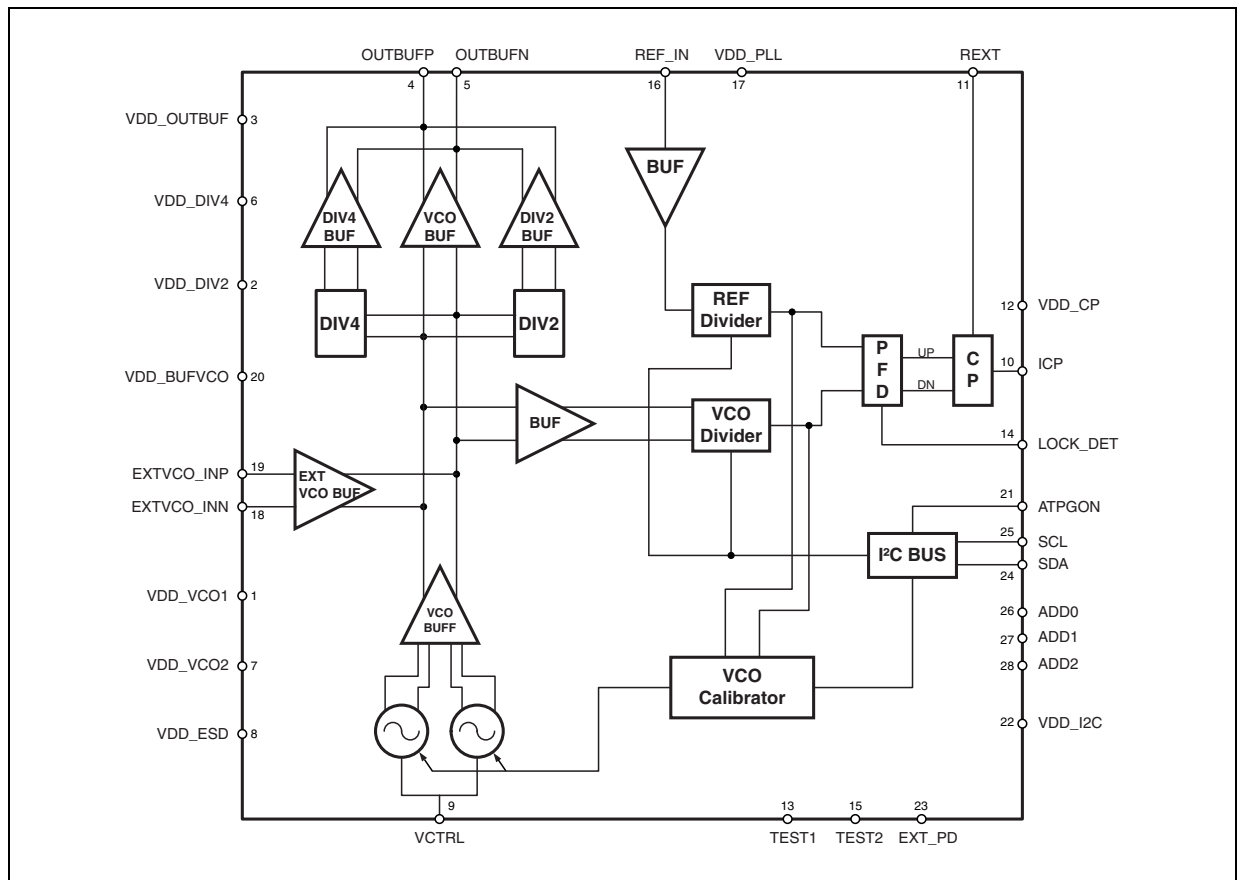 OUTBUFP OUTBUFN REF_IN VDD_PLL REXT
4 5 16 17 11
VDD_OUTBUF 3
VDD_DIV4 6
VDD_DIV2 2
VDD_BUFVCO 20
EXTVCO_INP 19
EXTVCO_INN 18
VDD_VCO1 1
VDD_VCO2 7
VDD_ESD 8
DIV4
BUF
VCO
BUF
DIV2
BUF
DIV4
DIV2
BUF
REF
Divider
BUF
VCO
Divider
P
F
D
UP
DN
C
P
EXT
VCO BUF
I²C BUS
VCO
BUFF
VCO
Calibrator
12 VDD_CP
10 ICP
14 LOCK_DET
21 ATPGON
25 SCL
24 SDA
26 ADD0
27 ADD1
28 ADD2
22 VDD_I2C
9 13 15 23
VCTRL TEST1 TEST2 EXT_PD